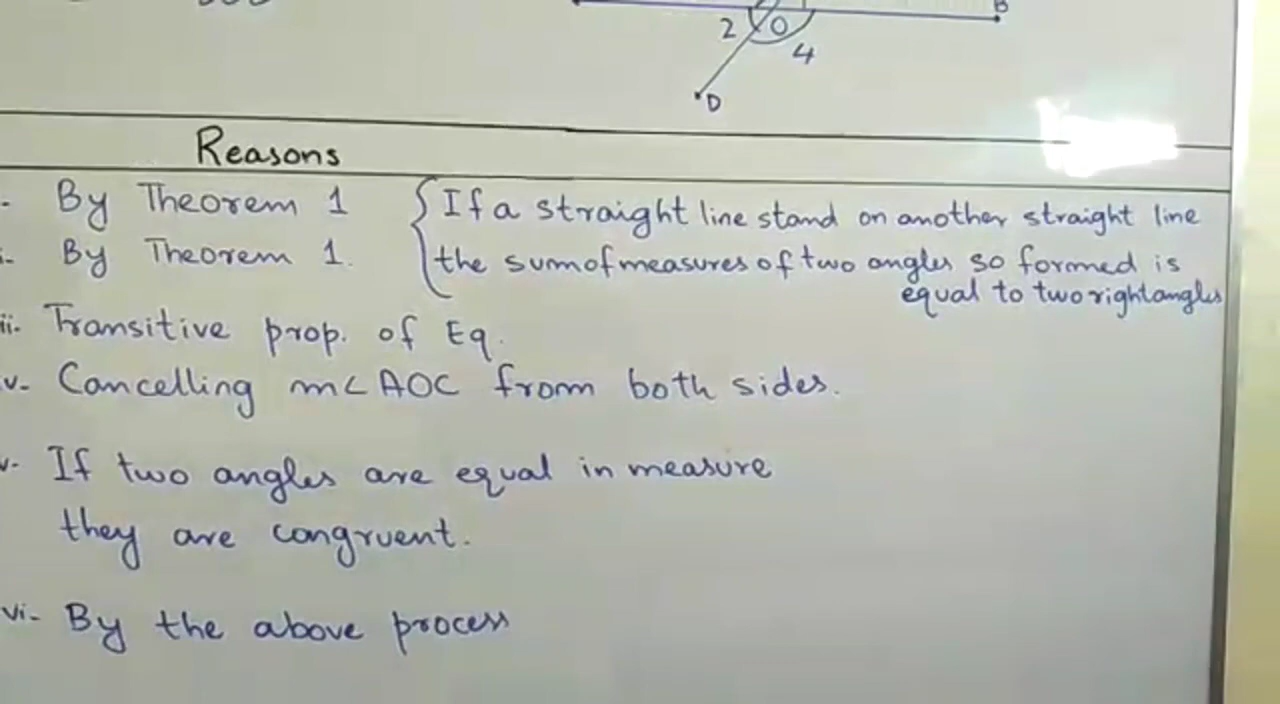 B
2 O
4
D
Reasons
By Theorem 1 { If a straight line stand on another straight line
By Theorem 1. the sum of measures of two angles so formed is
equal to two right angles
ii- Transitive prop. of Eq.
v- Cancelling m∠AOC from both sides.
v- If two angles are equal in measure
they are congruent.
vi- By the above process